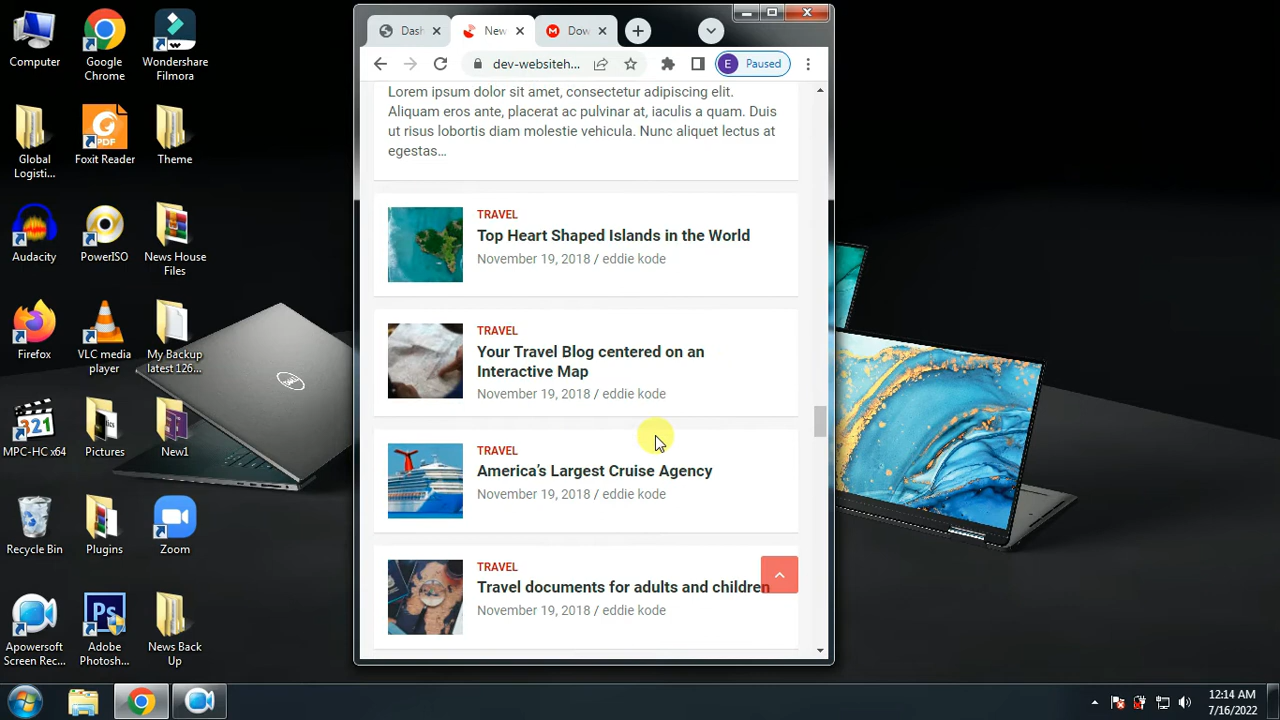 Computer
Google
Chrome
Wondershare
Filmora
Global
Logisti...
Foxit Reader
Theme
Audacity
PowerISO
News House
Files
Firefox
VLC media
player
My Backup
latest 126...
MPC-HC x64
Pictures
New1
Recycle Bin
Plugins
Zoom
Apowersoft
Screen Rec...
Adobe
Photosh...
News Back
Up
Dash
New
Dow
dev-websiteh...
E
Paused
Lorem ipsum dolor sit amet, consectetur adipiscing elit.
Aliquam eros ante, placerat ac pulvinar at, iaculis a quam. Duis
ut risus lobortis diam molestie vehicula. Nunc aliquet lectus at
egestas…
TRAVEL
Top Heart Shaped Islands in the World
November 19, 2018 / eddie kode
TRAVEL
Your Travel Blog centered on an
Interactive Map
November 19, 2018 / eddie kode
TRAVEL
America’s Largest Cruise Agency
November 19, 2018 / eddie kode
TRAVEL
Travel documents for adults and children
November 19, 2018 / eddie kode
12:14 AM
7/16/2022